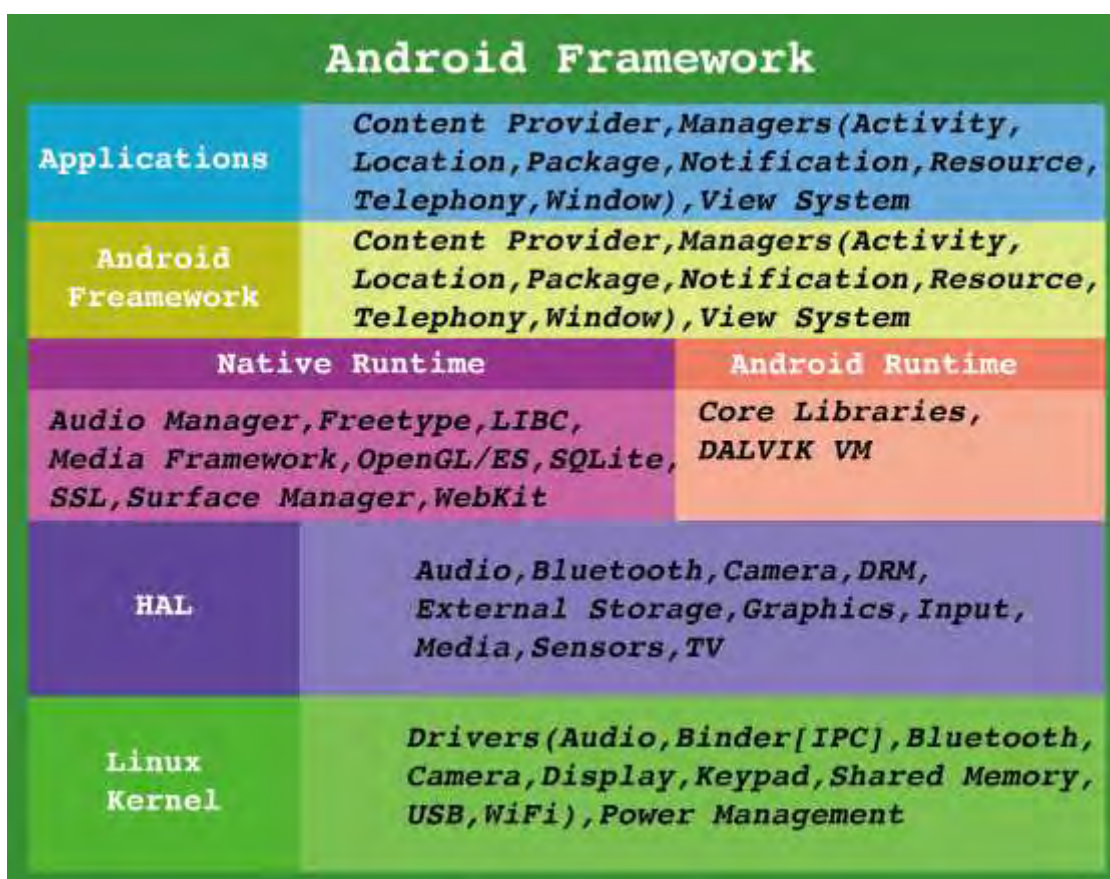 Android Framework
Applications
Content Provider,Managers(Activity,
Location,Package,Notification,Resource,
Telephony,Window),View System
Android
Freamework
Content Provider,Managers(Activity,
Location,Package,Notification,Resource,
Telephony,Window),View System
Native Runtime
Audio Manager,Freetype,LIBC,
Media Framework,OpenGL/ES,SQLite,
SSL,Surface Manager,WebKit
Android Runtime
Core Libraries,
DALVIK VM
HAL
Audio,Bluetooth,Camera,DRM,
External Storage,Graphics,Input,
Media,Sensors,TV
Linux
Kernel
Drivers(Audio,Binder[IPC],Bluetooth,
Camera,Display,Keypad,Shared Memory,
USB,WiFi),Power Management